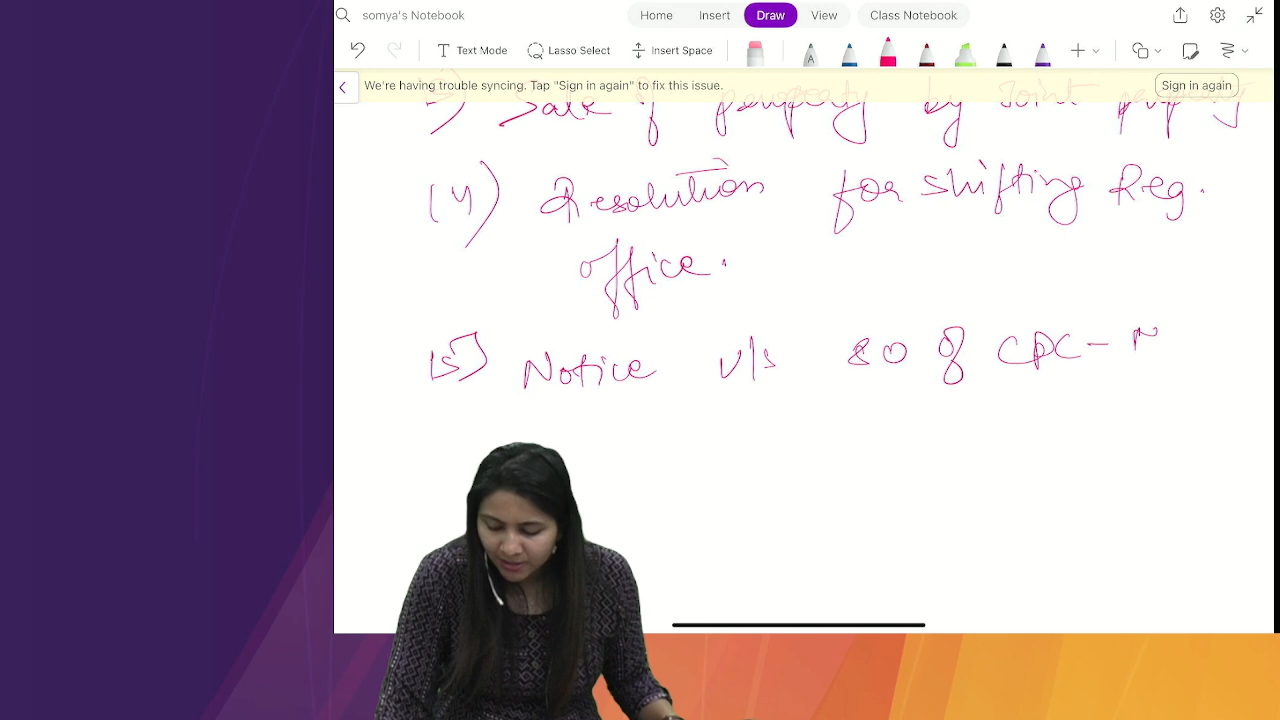 somya's Notebook
Home Insert Draw View Class Notebook
Text Mode Lasso Select Insert Space
We're having trouble syncing. Tap "Sign in again" to fix this issue. Sign in again
Sale of property by Joint
(4) Resolution for shifting Reg.
office.
(5) Notice u/s 80 of CPC -